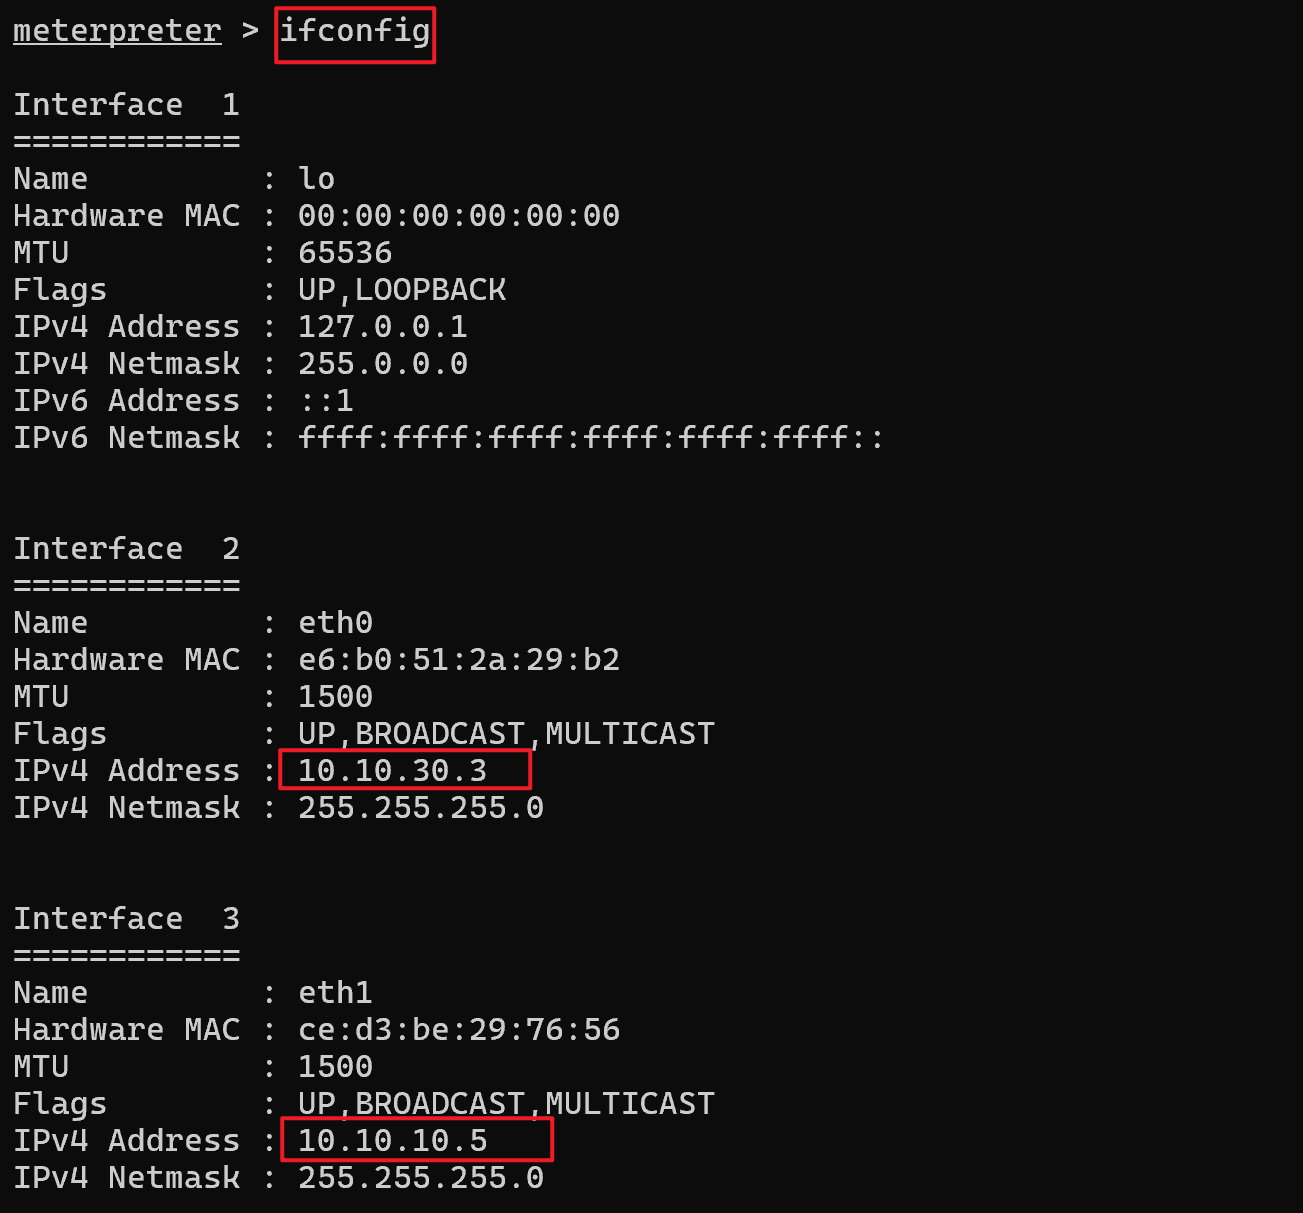 meterpreter > ifconfig
Interface  1
============
Name         : lo
Hardware MAC : 00:00:00:00:00:00
MTU          : 65536
Flags        : UP,LOOPBACK
IPv4 Address : 127.0.0.1
IPv4 Netmask : 255.0.0.0
IPv6 Address : ::1
IPv6 Netmask : ffff:ffff:ffff:ffff:ffff:ffff::
Interface  2
============
Name         : eth0
Hardware MAC : e6:b0:51:2a:29:b2
MTU          : 1500
Flags        : UP,BROADCAST,MULTICAST
IPv4 Address : 10.10.30.3
IPv4 Netmask : 255.255.255.0
Interface  3
============
Name         : eth1
Hardware MAC : ce:d3:be:29:76:56
MTU          : 1500
Flags        : UP,BROADCAST,MULTICAST
IPv4 Address : 10.10.10.5
IPv4 Netmask : 255.255.255.0